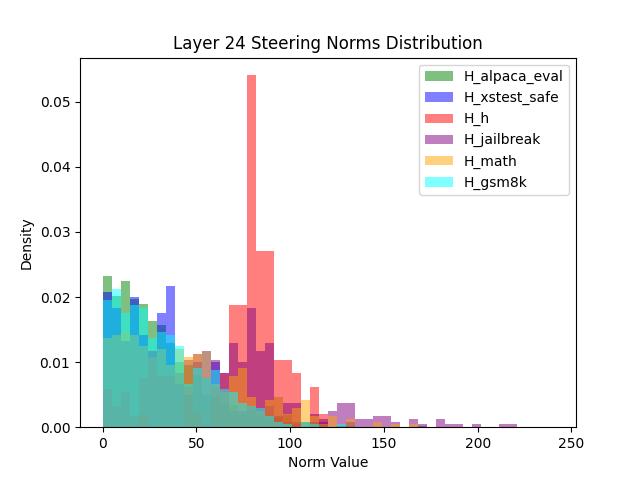 Layer 24 Steering Norms Distribution
H_alpaca_eval
H_xstest_safe
H_h
H_jailbreak
H_math
H_gsm8k
Density
0.05
0.04
0.03
0.02
0.01
0.00
0 50 100 150 200 250
Norm Value